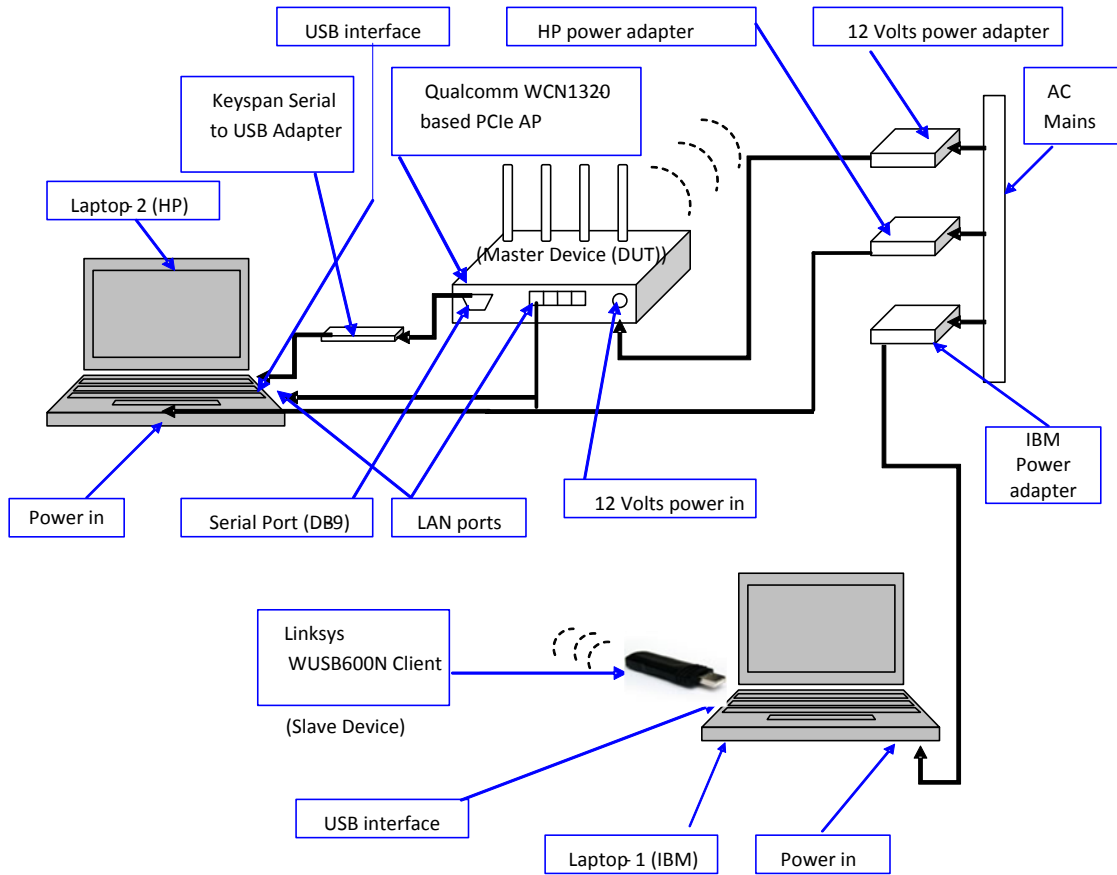 USB interface
HP power adapter
12 Volts power adapter
Keyspan Serial
to USB Adapter
Qualcomm WCN1320
based PCIe AP
AC
Mains
Laptop-2 (HP)
(Master Device (DUT))
IBM
Power
adapter
Power in
Serial Port (DB9)
LAN ports
12 Volts power in
Linksys
WUSB600N Client
(Slave Device)
USB interface
Laptop-1 (IBM)
Power in